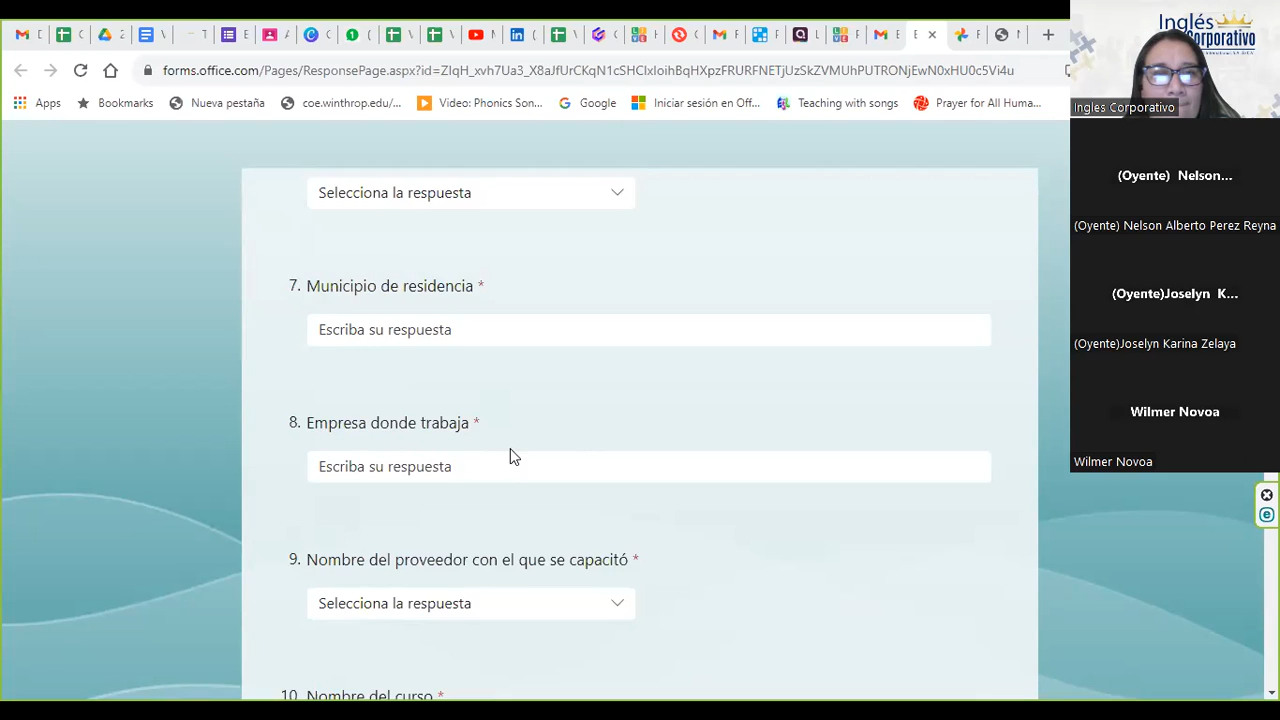 forms.office.com/Pages/ResponsePage.aspx?id=ZIqH_xyh7Ua3_X8aJfUrCKqN1cSHClxIoihBqHXpzFRURFNETjUzSkZVMUhPUTRONjEwN0xHU0c5Vi4u
Apps
Bookmarks
Nueva pestaña
coe.winthrop.edu/...
Video: Phonics Son...
Google
Iniciar sesión en Off...
Teaching with songs
Prayer for All Huma...
Selecciona la respuesta
7. Municipio de residencia *
Escriba su respuesta
8. Empresa donde trabaja *
Escriba su respuesta
9. Nombre del proveedor con el que se capacitó *
Selecciona la respuesta
10. Nombre del curso *
Inglés
Corporativo
Ingles Corporativo
(Oyente) Nelson...
(Oyente) Nelson Alberto Perez Reyna
(Oyente)Joselyn K...
(Oyente)Joselyn Karina Zelaya
Wilmer Novoa
Wilmer Novoa